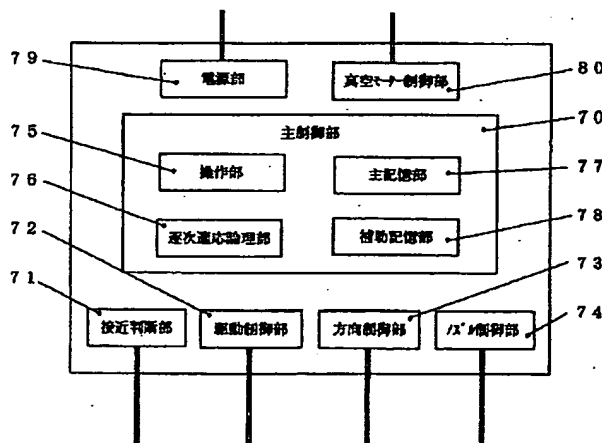 79
電源部
真空モーター制御部
80
主制御部
70
75
操作部
主記憶部
77
76
逐次適応論理部
補助記憶部
78
72
73
71
接近判断部
駆動制御部
方向制御部
ノズル制御部
74